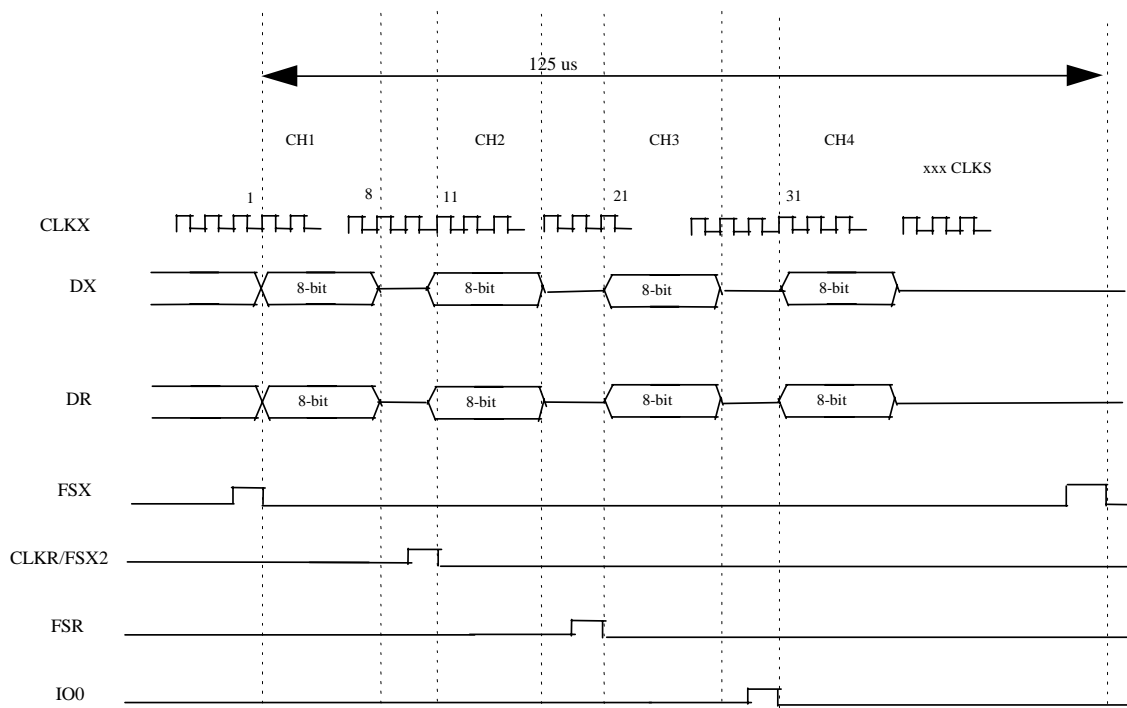 125 us
CH1 CH2 CH3 CH4
xxx CLKS
1 8 11 21 31
CLKX
DX 8-bit 8-bit 8-bit 8-bit
DR 8-bit 8-bit 8-bit 8-bit
FSX
CLKR/FSX2
FSR
IO0